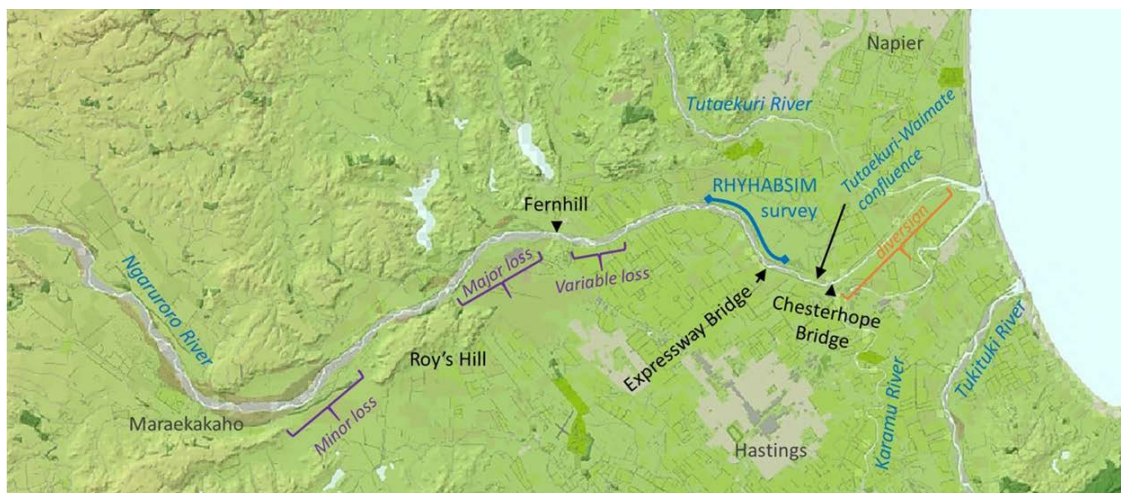 Napier
Tutaekuri River
Tutaekuri-Waimate
confluence
RHYHABSIM
survey
Fernhill
diversion
Major loss
Variable loss
Ngaruroro River
Expressway Bridge
Chesterhope
Bridge
Roy's Hill
Tukituki River
Karamu River
Maraekakaho
Minor loss
Hastings